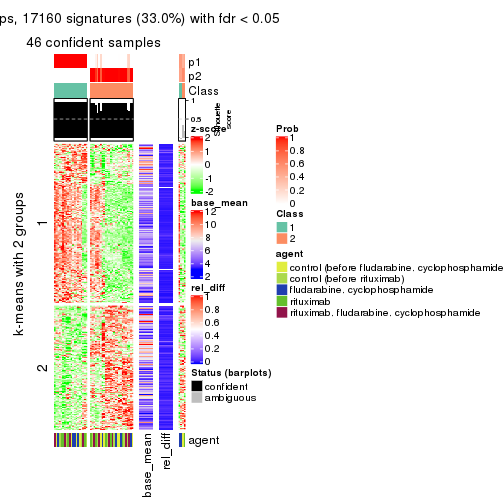 ps, 17160 signatures (33.0%) with fdr < 0.05
46 confident samples
p1
p2
Class
1
0.5
0
Silhouette
score
k-means with 2 groups
1
2
base_mean
rel_diff
agent
z-score
2
1
0
-1
-2
base_mean
12
10
8
6
4
2
rel_diff
1
0.8
0.6
0.4
0.2
0
Status (barplots)
confident
ambiguous
Prob
1
0.8
0.6
0.4
0.2
0
Class
1
2
agent
control (before fludarabine. cyclophosphamide
control (before rituximab)
fludarabine. cyclophosphamide
rituximab
rituximab. fludarabine. cyclophosphamide